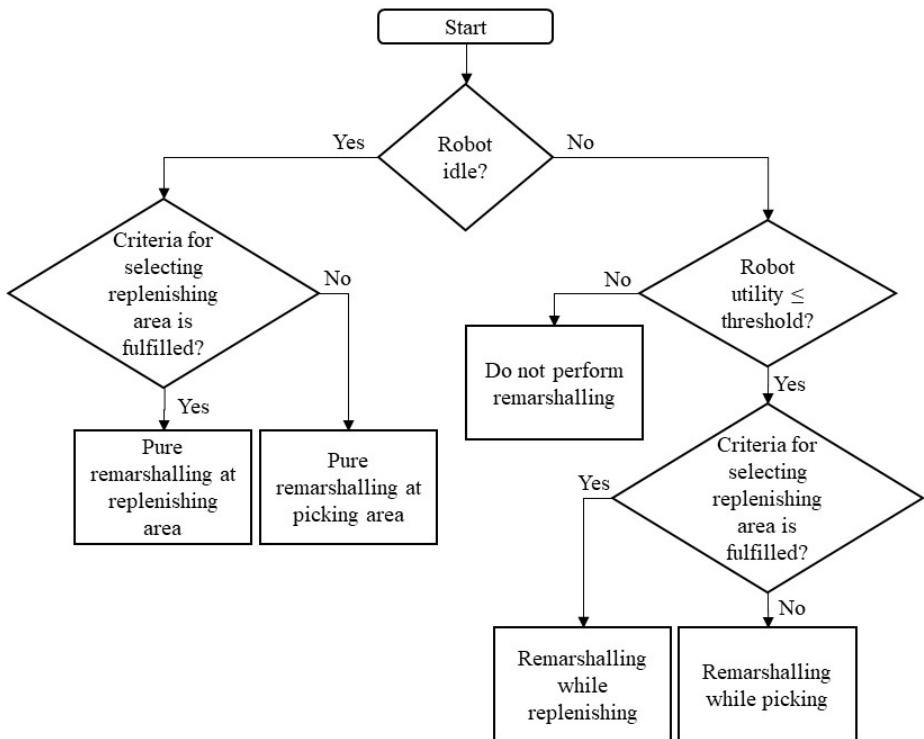 Start
Yes
Robot
idle?
No
Criteria for
selecting
replenishing
area is
fulfilled?
No
Yes
Pure
remarshalling at
replenishing
area
Pure
remarshalling at
picking area
Robot
utility ≤
threshold?
No
Do not perform
remarshalling
Yes
Criteria for
selecting
replenishing
area is
fulfilled?
Yes
No
Remarshalling
while
replenishing
Remarshalling
while picking